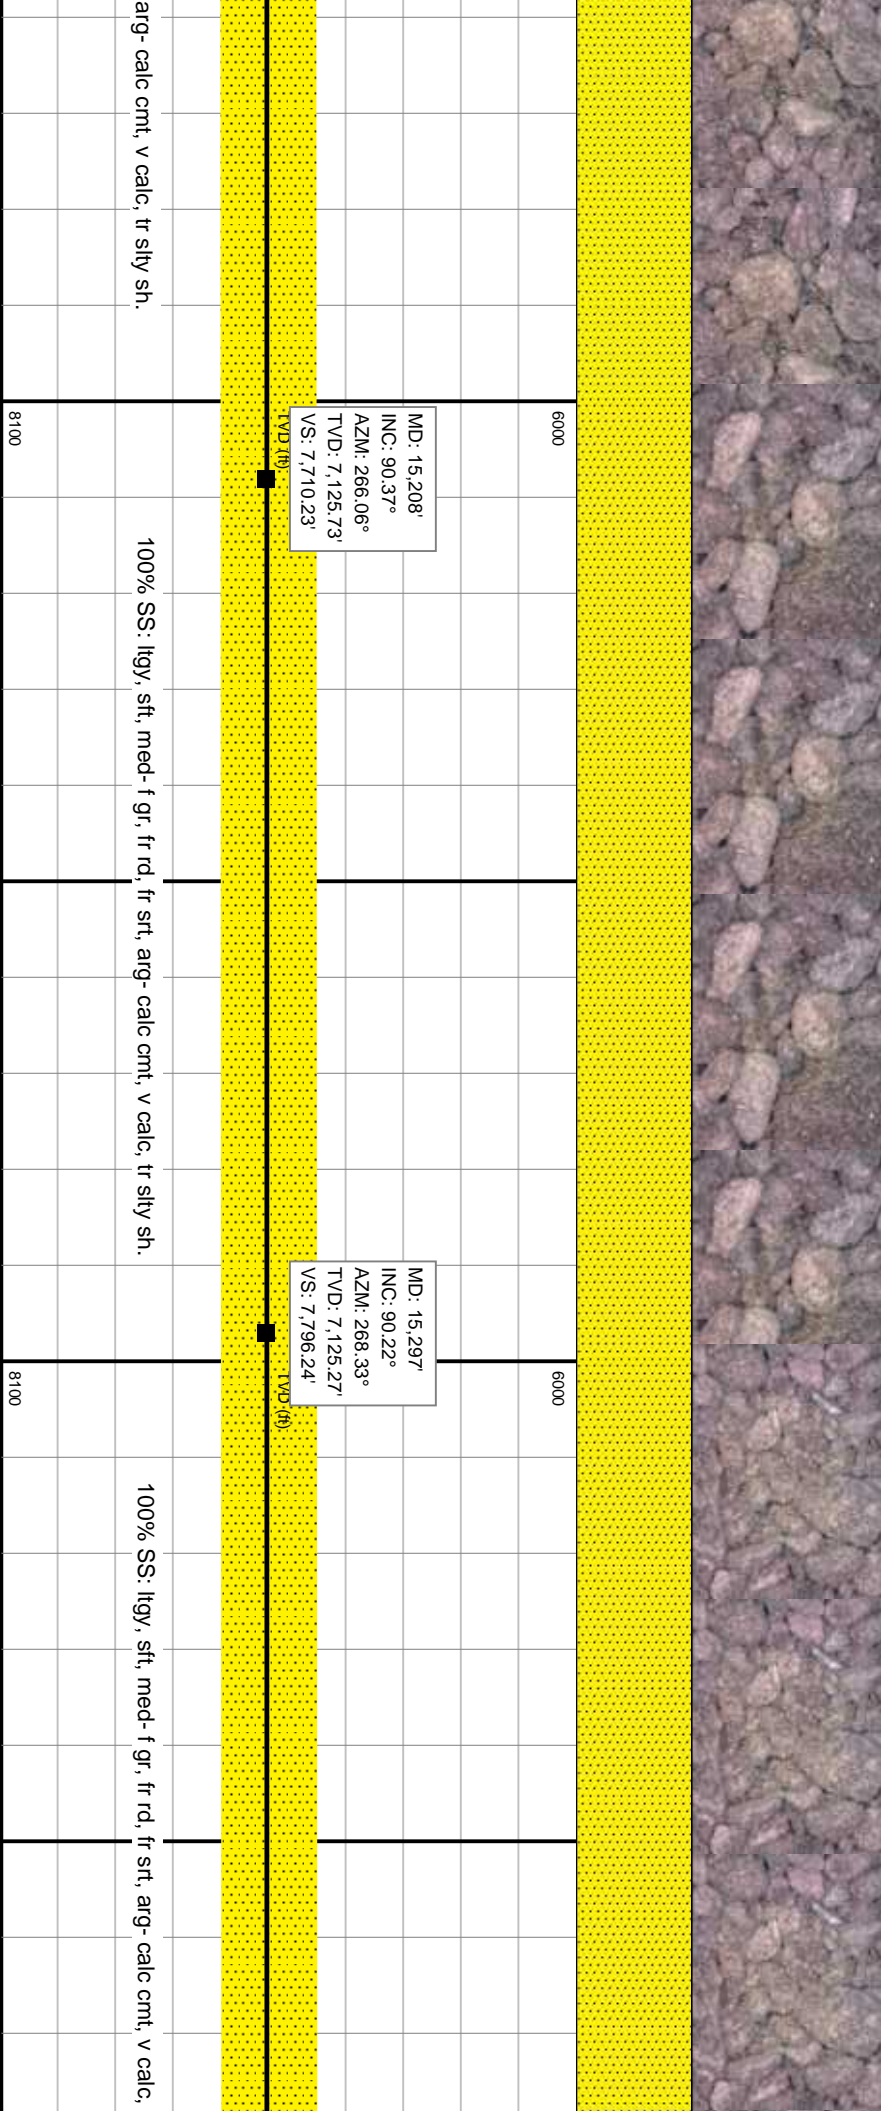 arg- calc cmt, v calc, tr slty sh.
6000
8100
TVD (ft)
MD: 15,208'
INC: 90.37°
AZM: 266.06°
TVD: 7,125.73'
VS: 7,710.23'
100% SS: ltgy, sft, med- f gr, fr rd, fr srt, arg- calc cmt, v calc, tr slty sh.
MD: 15,297'
INC: 90.22°
AZM: 268.33°
TVD: 7,125.27'
VS: 7,796.24'
6000
8100
TVD (ft)
100% SS: ltgy, sft, med- f gr, fr rd, fr srt, arg- calc cmt, v calc,